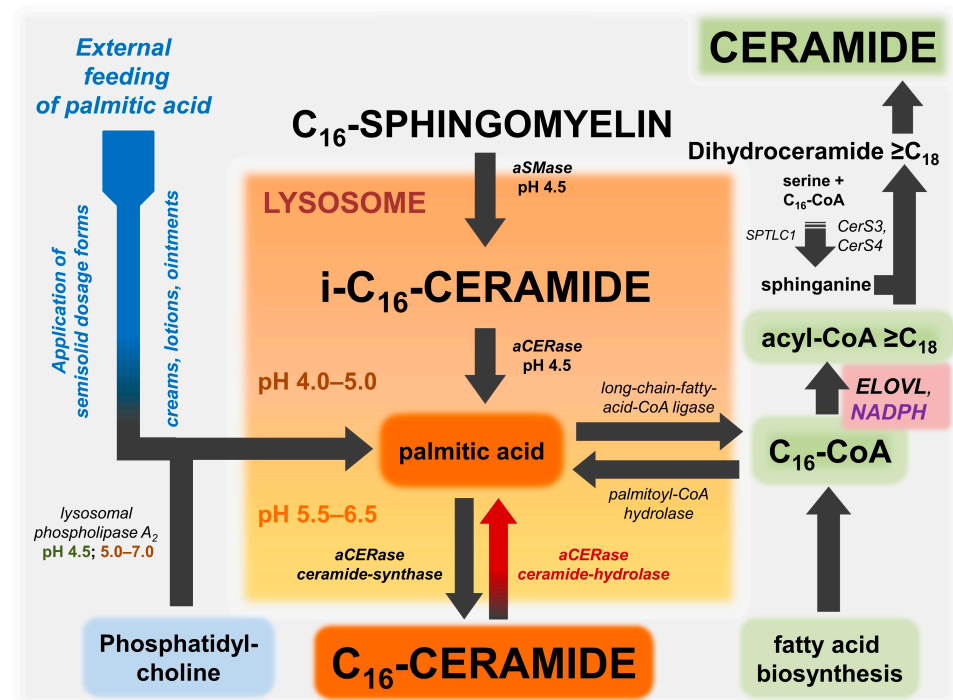 External
feeding
of palmitic acid
CERAMIDE
C₁₆-SPHINGOMYELIN
Dihydroceramide ≥C₁₈
aSMase
pH 4.5
serine +
C₁₆-CoA
LYSOSOME
SPTLC1
CerS3,
CerS4
Application of
semisolid dosage forms
creams, lotions, ointments
i-C₁₆-CERAMIDE
sphinganine
acyl-CoA ≥C₁₈
aCERase
pH 4.5
pH 4.0–5.0
long-chain-fatty-
acid-CoA ligase
ELOVL,
NADPH
palmitic acid
C₁₆-CoA
lysosomal
phospholipase A₂
pH 4.5; 5.0–7.0
pH 5.5–6.5
palmitoyl-CoA
hydrolase
aCERase
ceramide-synthase
aCERase
ceramide-hydrolase
Phosphatidyl-
choline
C₁₆-CERAMIDE
fatty acid
biosynthesis